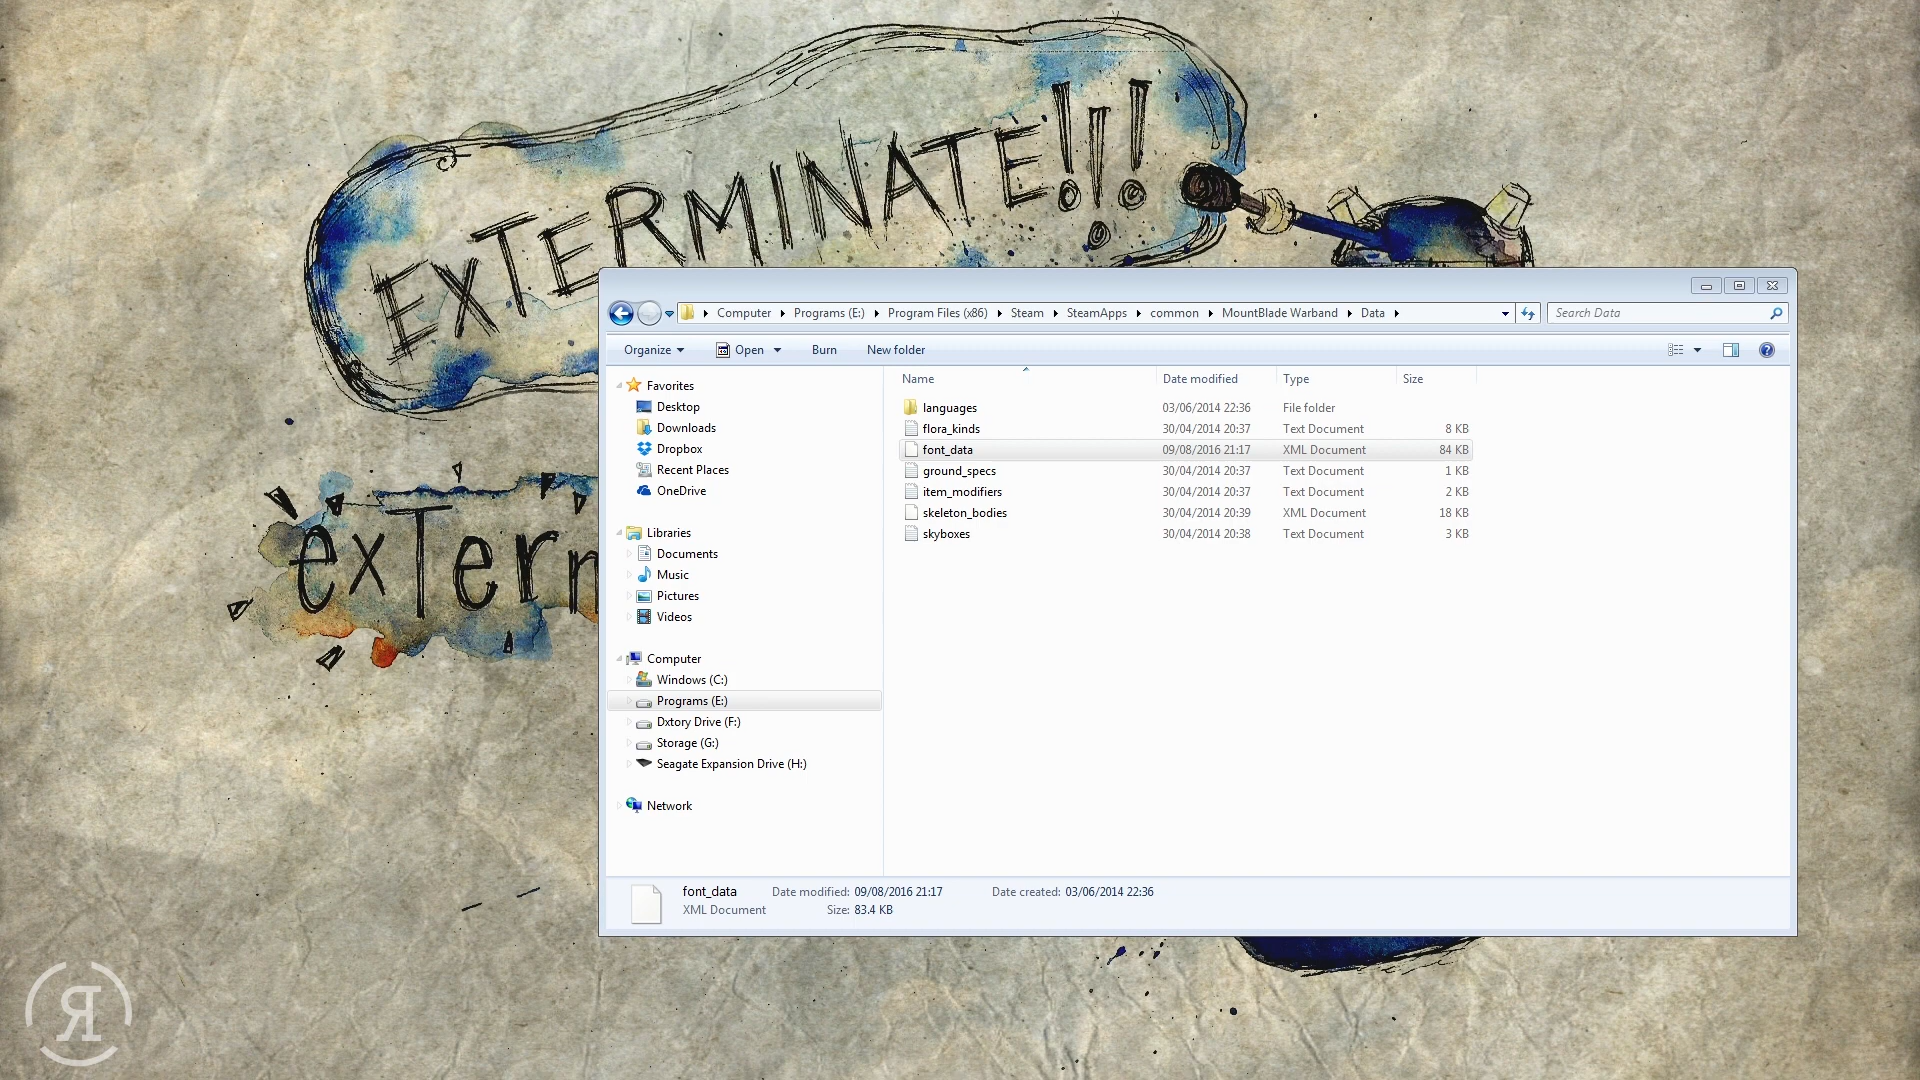 EXTERMINATE!!!
exTerm
Computer Programs (E:) Program Files (x86) Steam SteamApps common MountBlade Warband Data
Search Data
Organize Open Burn New folder
Name Date modified Type Size
Favorites
Desktop
Downloads
Dropbox
Recent Places
OneDrive
Libraries
Documents
Music
Pictures
Videos
Computer
Windows (C:)
Programs (E:)
Dxtory Drive (F:)
Storage (G:)
Seagate Expansion Drive (H:)
Network
languages 03/06/2014 22:36 File folder
flora_kinds 30/04/2014 20:37 Text Document 8 KB
font_data 09/08/2016 21:17 XML Document 84 KB
ground_specs 30/04/2014 20:37 Text Document 1 KB
item_modifiers 30/04/2014 20:37 Text Document 2 KB
skeleton_bodies 30/04/2014 20:39 XML Document 18 KB
skyboxes 30/04/2014 20:38 Text Document 3 KB
font_data Date modified: 09/08/2016 21:17 Date created: 03/06/2014 22:36
XML Document Size: 83.4 KB